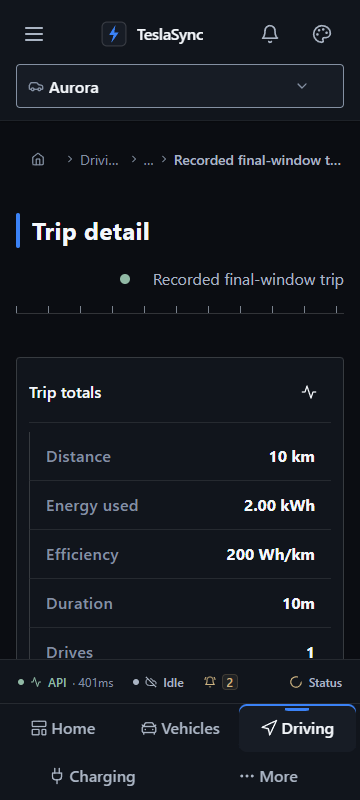 TeslaSync
Aurora
Drivi... > ... > Recorded final-window t...
Trip detail
Recorded final-window trip
Trip totals
Distance 10 km
Energy used 2.00 kWh
Efficiency 200 Wh/km
Duration 10m
Drives 1
API · 401ms Idle 2 Status
Home Vehicles Driving
Charging ··· More